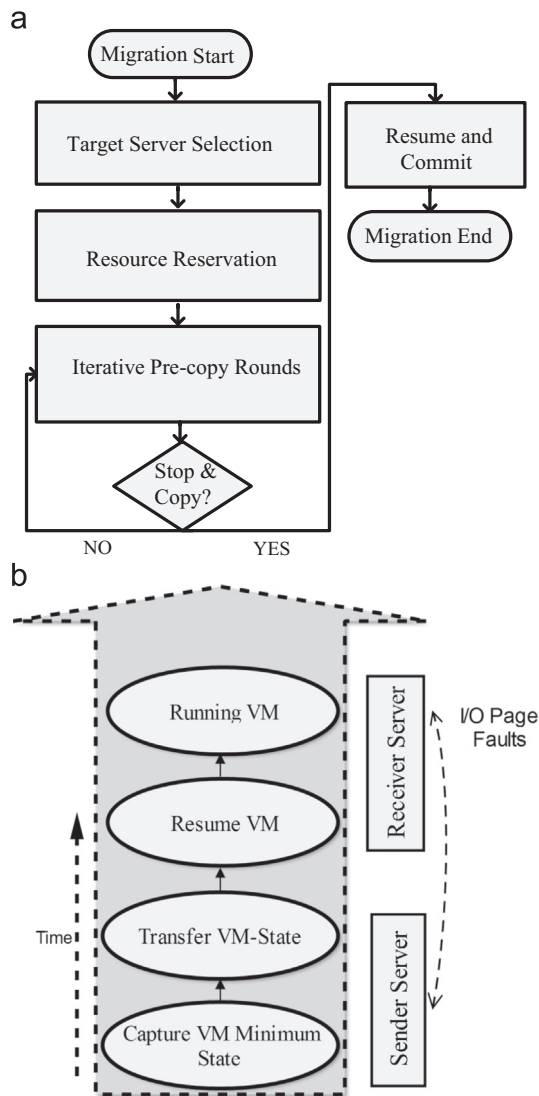 a
Migration Start
Target Server Selection
Resource Reservation
Iterative Pre-copy Rounds
Stop &
Copy?
NO
YES
Resume and
Commit
Migration End
b
Running VM
Resume VM
Transfer VM-State
Capture VM Minimum
State
Time
Receiver Server
Sender Server
I/O Page
Faults